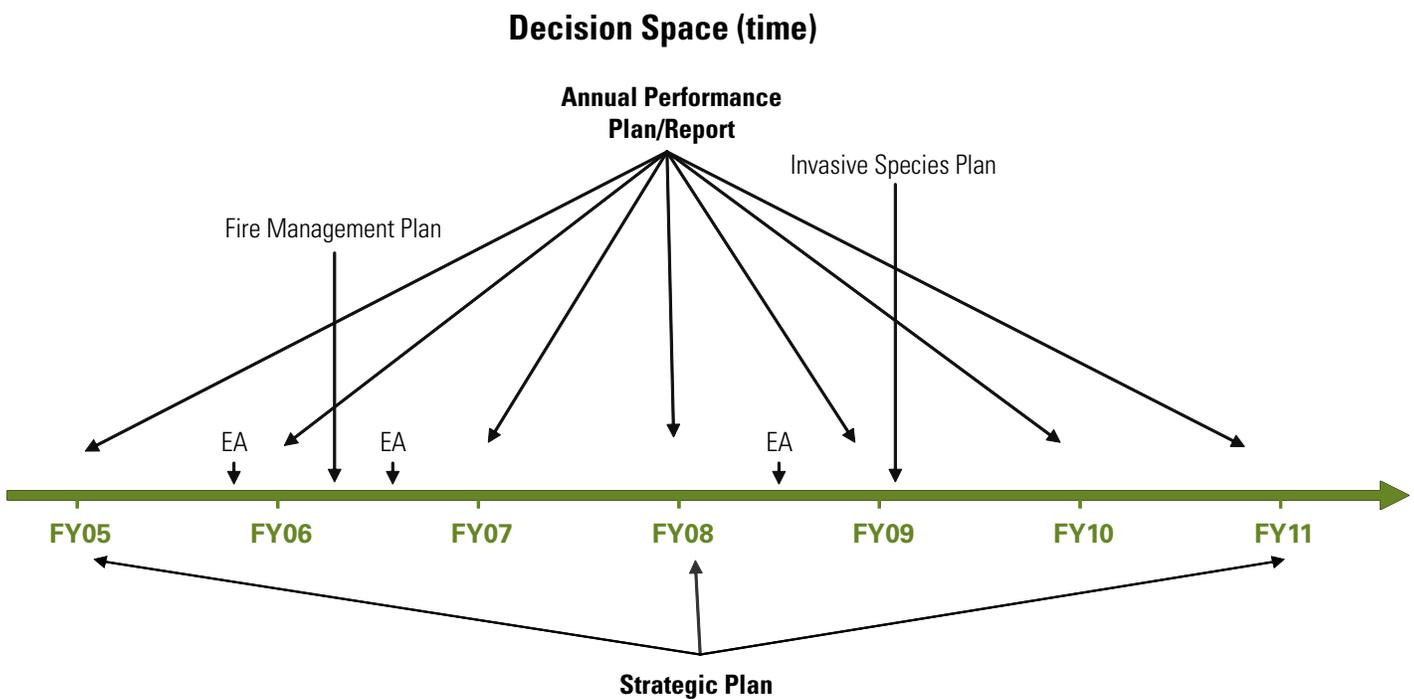 Decision Space (time)
Annual Performance
Plan/Report
Invasive Species Plan
Fire Management Plan
EA
EA
EA
FY05
FY06
FY07
FY08
FY09
FY10
FY11
Strategic Plan